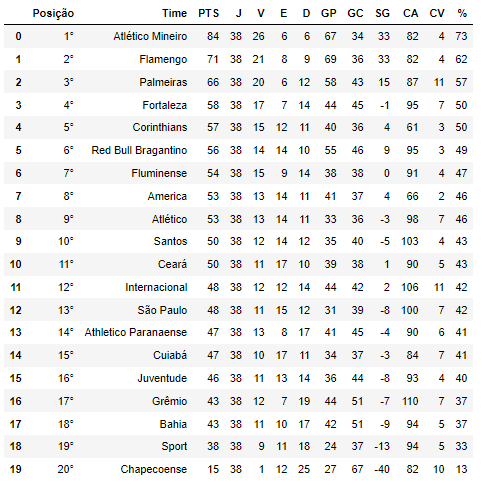 Posição Time PTS J V E D GP GC SG CA CV %
0 1° Atlético Mineiro 84 38 26 6 6 67 34 33 82 4 73
1 2° Flamengo 71 38 21 8 9 69 36 33 82 4 62
2 3° Palmeiras 66 38 20 6 12 58 43 15 87 11 57
3 4° Fortaleza 58 38 17 7 14 44 45 -1 95 7 50
4 5° Corinthians 57 38 15 12 11 40 36 4 61 3 50
5 6° Red Bull Bragantino 56 38 14 14 10 55 46 9 95 3 49
6 7° Fluminense 54 38 15 9 14 38 38 0 91 4 47
7 8° America 53 38 13 14 11 41 37 4 66 2 46
8 9° Atlético 53 38 13 14 11 33 36 -3 98 7 46
9 10° Santos 50 38 12 14 12 35 40 -5 103 4 43
10 11° Ceará 50 38 11 17 10 39 38 1 90 5 43
11 12° Internacional 48 38 12 12 14 44 42 2 106 11 42
12 13° São Paulo 48 38 11 15 12 31 39 -8 100 7 42
13 14° Athletico Paranaense 47 38 13 8 17 41 45 -4 90 6 41
14 15° Cuiabá 47 38 10 17 11 34 37 -3 84 7 41
15 16° Juventude 46 38 11 13 14 36 44 -8 93 4 40
16 17° Grêmio 43 38 12 7 19 44 51 -7 110 7 37
17 18° Bahia 43 38 11 10 17 42 51 -9 94 5 37
18 19° Sport 38 38 9 11 18 24 37 -13 94 5 33
19 20° Chapecoense 15 38 1 12 25 27 67 -40 82 10 13